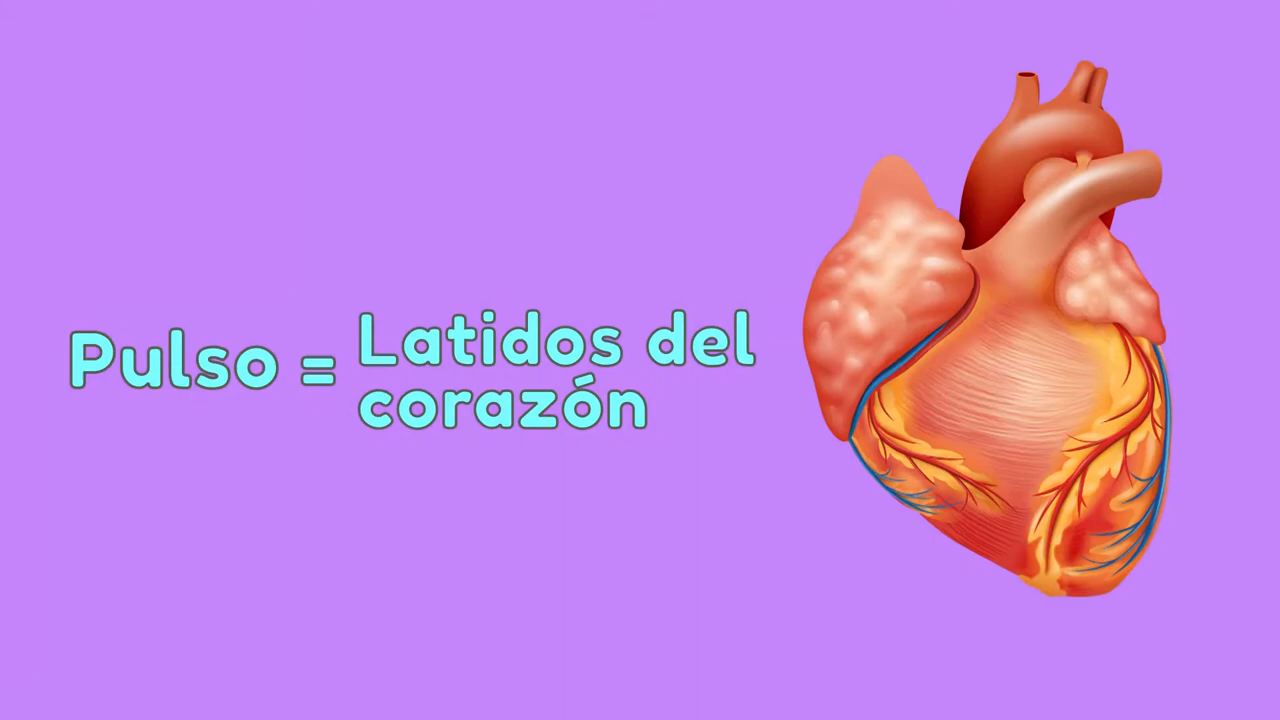 Pulso = Latidos del
corazón